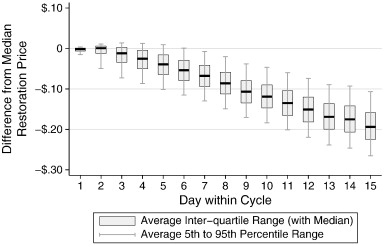 $.10
0
-$.10
-$.20
-$.30
Difference from Median
Restoration Price
1 2 3 4 5 6 7 8 9 10 11 12 13 14 15
Day within Cycle
Average Inter-quartile Range (with Median)
Average 5th to 95th Percentile Range